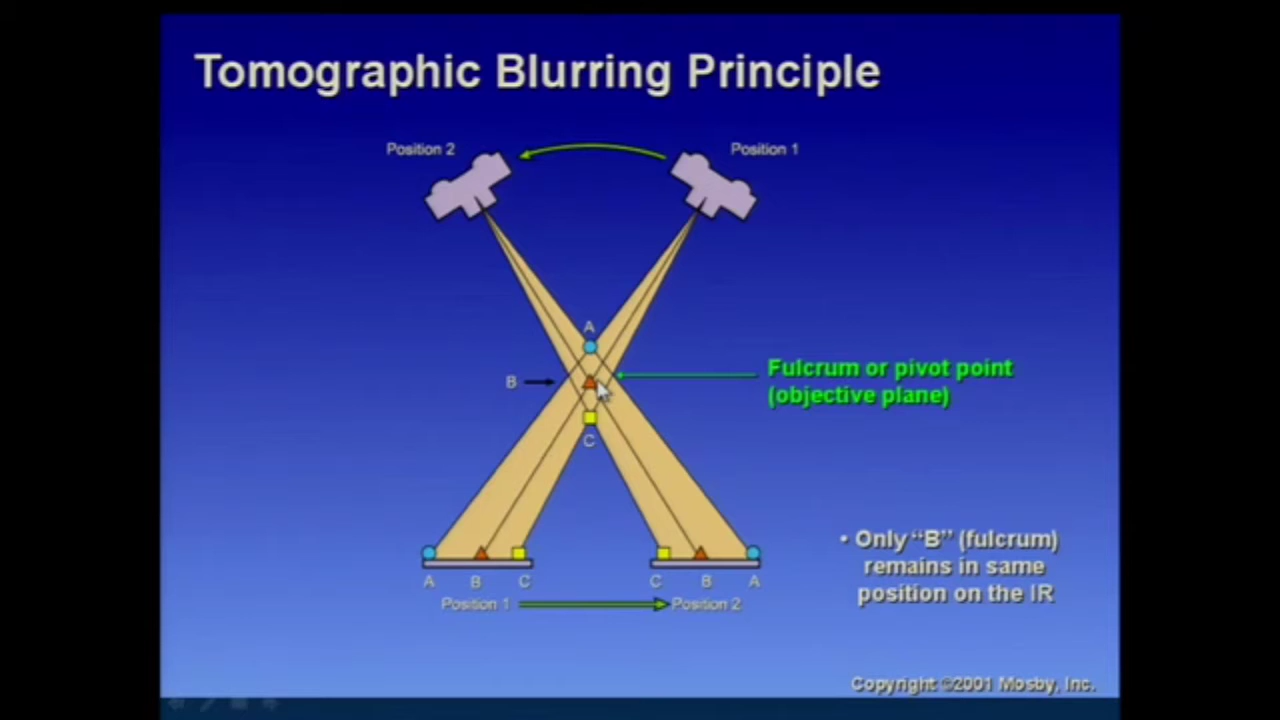 Tomographic Blurring Principle
Position 2
Position 1
A
B
Fulcrum or pivot point
(objective plane)
C
• Only “B” (fulcrum)
remains in same
position on the IR
A B C
C B A
Position 1
Position 2
Copyright ©2001 Mosby, Inc.